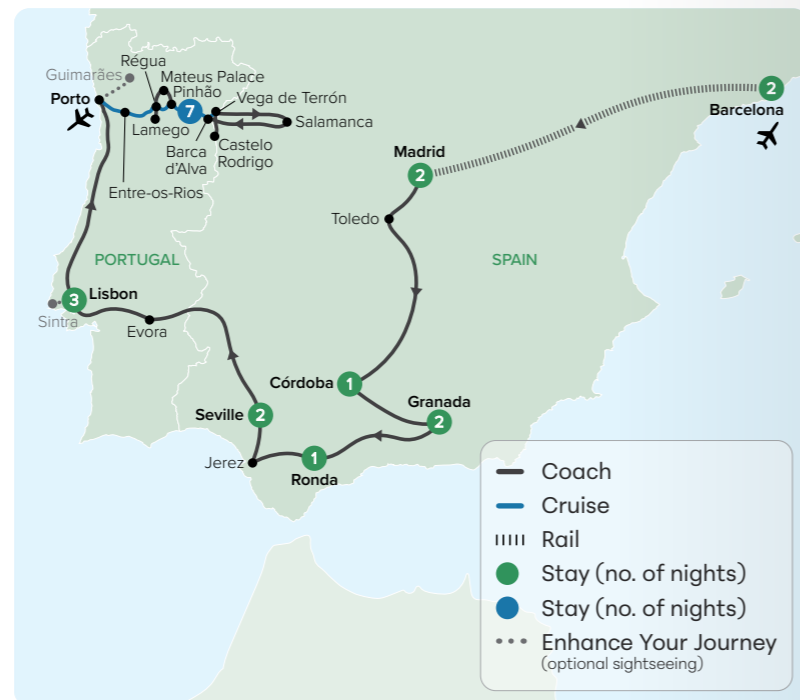 Régua
Guimarães
Mateus Palace
Pinhão
Porto
7
Vega de Terrón
2
Barcelona
Lamego
Salamanca
Barca
d'Alva
Castelo
Rodrigo
Madrid
2
Entre-os-Rios
Toledo
PORTUGAL
SPAIN
3
Lisbon
Sintra
Evora
Córdoba
1
Granada
2
Seville
2
Jerez
1
Ronda
Coach
Cruise
Rail
Stay (no. of nights)
Stay (no. of nights)
Enhance Your Journey
(optional sightseeing)